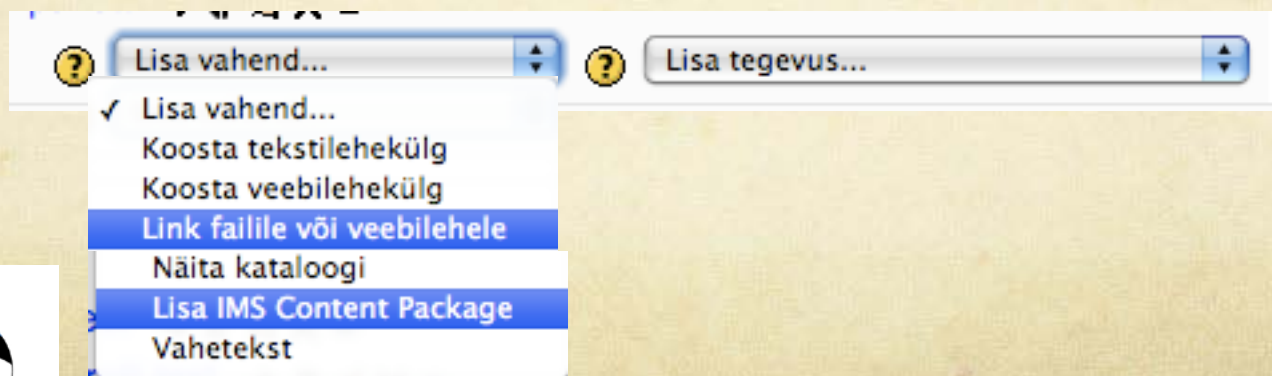 Lisa vahend...
Lisa tegevus...
✓ Lisa vahend...
Koosta tekstilehekülg
Koosta veebilehekülg
Link failile või veebilehele
Näita kataloogi
Lisa IMS Content Package
Vahetekst